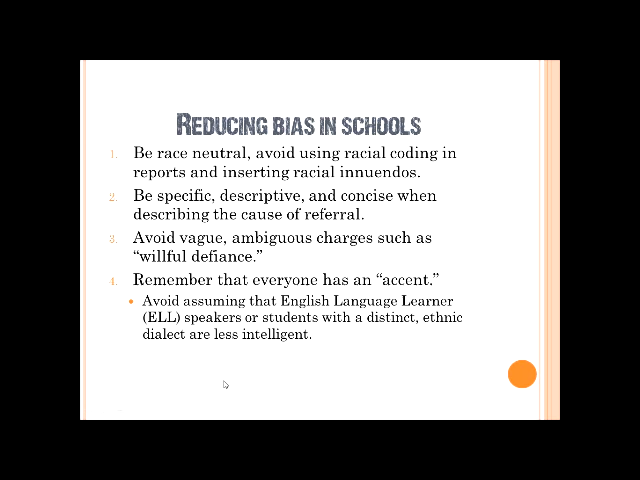 REDUCING BIAS IN SCHOOLS
1. Be race neutral, avoid using racial coding in
reports and inserting racial innuendos.
2. Be specific, descriptive, and concise when
describing the cause of referral.
3. Avoid vague, ambiguous charges such as
“willful defiance.”
4. Remember that everyone has an “accent.”
• Avoid assuming that English Language Learner
(ELL) speakers or students with a distinct, ethnic
dialect are less intelligent.